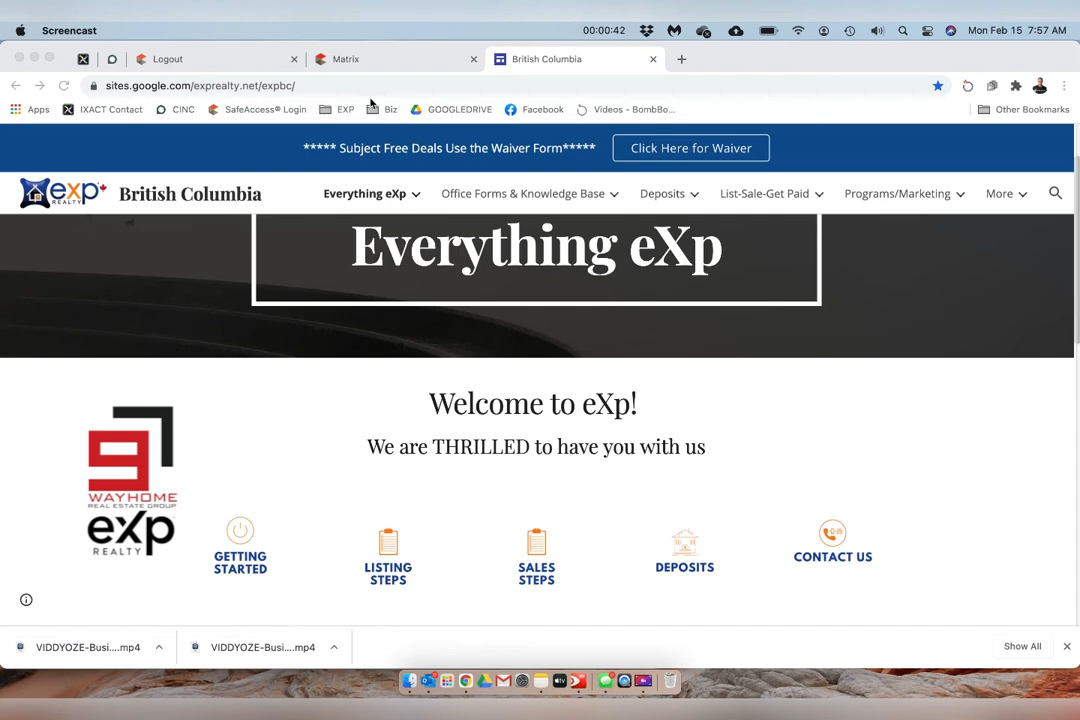 Screencast 00:00:42 Mon Feb 15 7:57 AM
Logout Matrix British Columbia
sites.google.com/exprealty.net/expbc/
Apps IXACT Contact CINC SafeAccess® Login EXP Biz GOOGLEDRIVE Facebook Videos - BombBo... Other Bookmarks
***** Subject Free Deals Use the Waiver Form***** Click Here for Waiver
eXp REALTY British Columbia Everything eXp Office Forms & Knowledge Base Deposits List-Sale-Get Paid Programs/Marketing More
Everything eXp
Welcome to eXp!
We are THRILLED to have you with us
WAYHOME
REAL ESTATE GROUP
eXp
REALTY
GETTING
STARTED
LISTING
STEPS
SALES
STEPS
DEPOSITS
CONTACT US
VIDDYOZE-Busi....mp4 VIDDYOZE-Busi....mp4 Show All